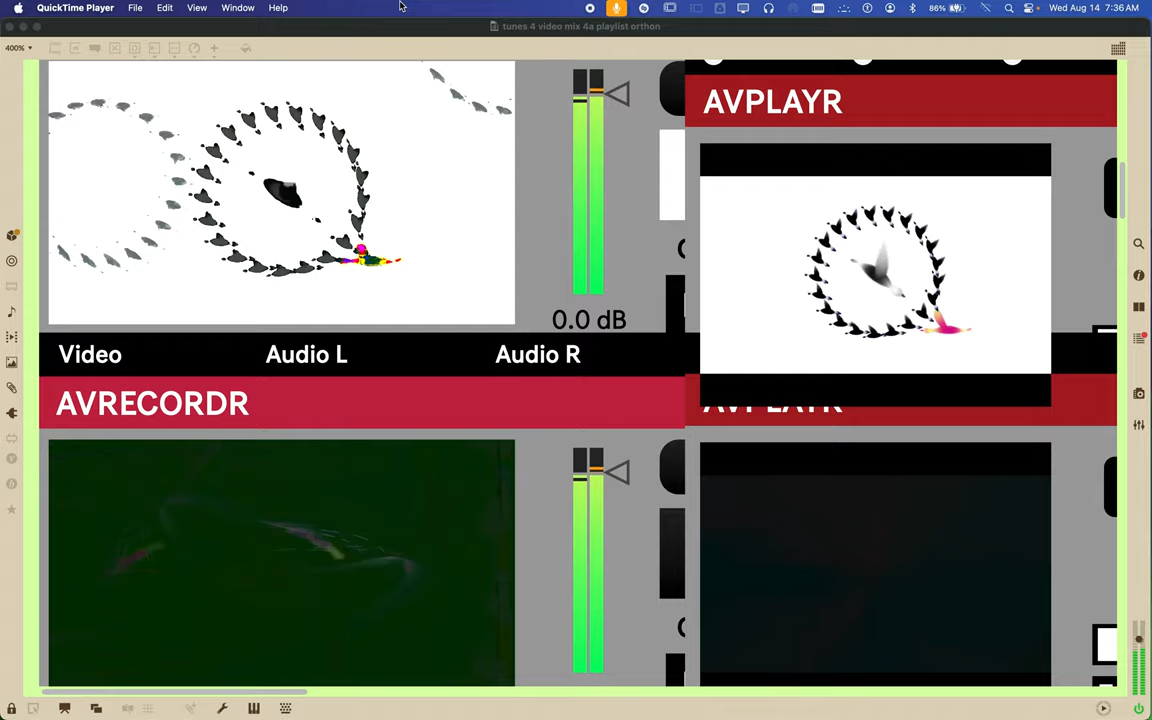 QuickTime Player File Edit View Window Help 86% Wed Aug 14 7:36 AM
tunes 4 video mix 4a playlist orthon
400%
AVPLAYR
0.0 dB
Video Audio L Audio R
AVRECORDR